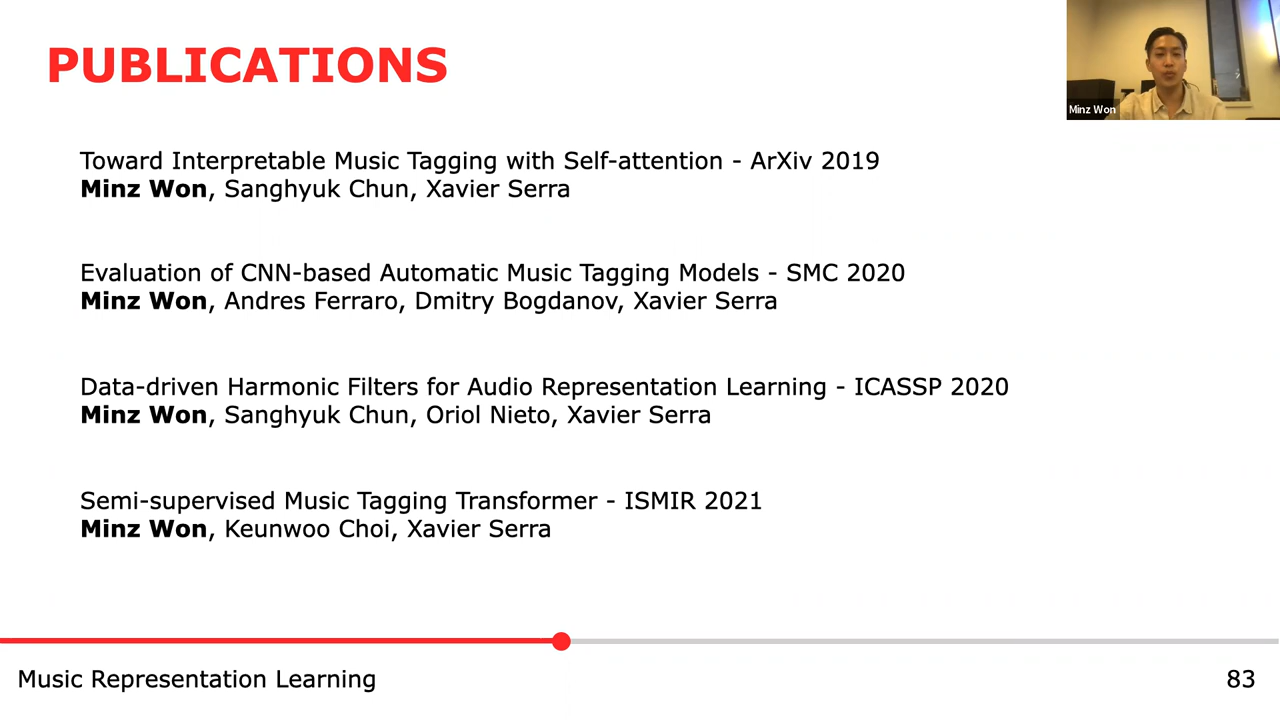 PUBLICATIONS
Minz Won
Toward Interpretable Music Tagging with Self-attention - ArXiv 2019
Minz Won, Sanghyuk Chun, Xavier Serra
Evaluation of CNN-based Automatic Music Tagging Models - SMC 2020
Minz Won, Andres Ferraro, Dmitry Bogdanov, Xavier Serra
Data-driven Harmonic Filters for Audio Representation Learning - ICASSP 2020
Minz Won, Sanghyuk Chun, Oriol Nieto, Xavier Serra
Semi-supervised Music Tagging Transformer - ISMIR 2021
Minz Won, Keunwoo Choi, Xavier Serra
Music Representation Learning
83